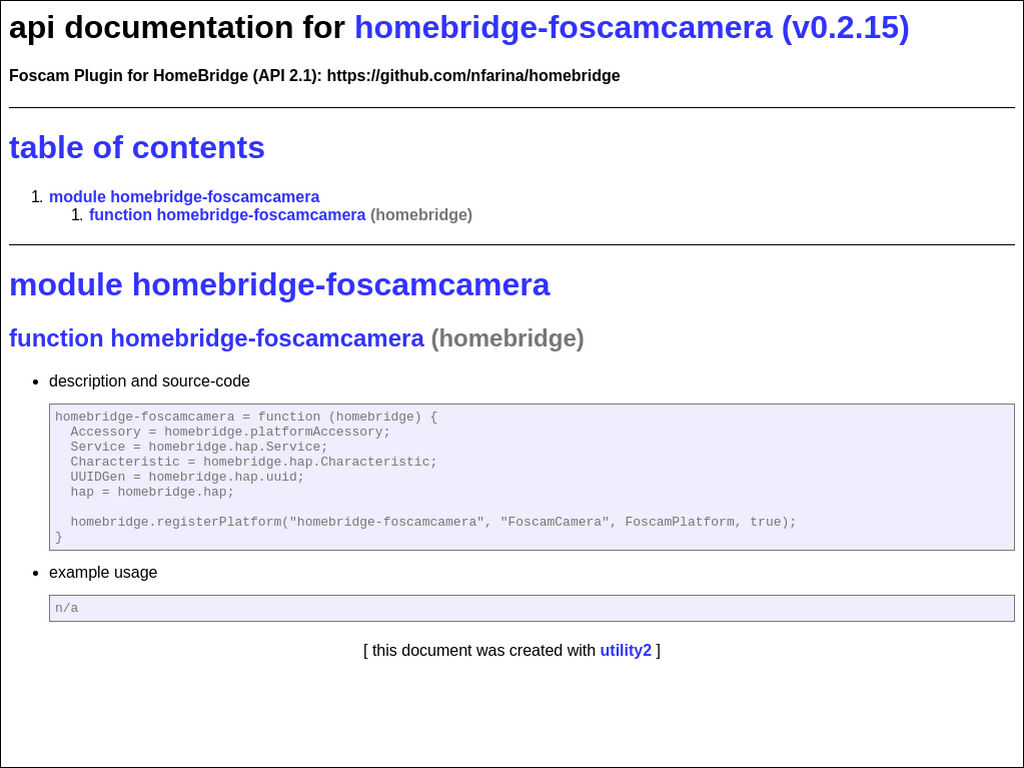 api documentation for homebridge-foscamcamera (v0.2.15)
Foscam Plugin for HomeBridge (API 2.1): https://github.com/nfarina/homebridge
table of contents
1. module homebridge-foscamcamera
1. function homebridge-foscamcamera (homebridge)
module homebridge-foscamcamera
function homebridge-foscamcamera (homebridge)
• description and source-code
homebridge-foscamcamera = function (homebridge) {
  Accessory = homebridge.platformAccessory;
  Service = homebridge.hap.Service;
  Characteristic = homebridge.hap.Characteristic;
  UUIDGen = homebridge.hap.uuid;
  hap = homebridge.hap;
  homebridge.registerPlatform("homebridge-foscamcamera", "FoscamCamera", FoscamPlatform, true);
}
• example usage
n/a
[ this document was created with utility2 ]